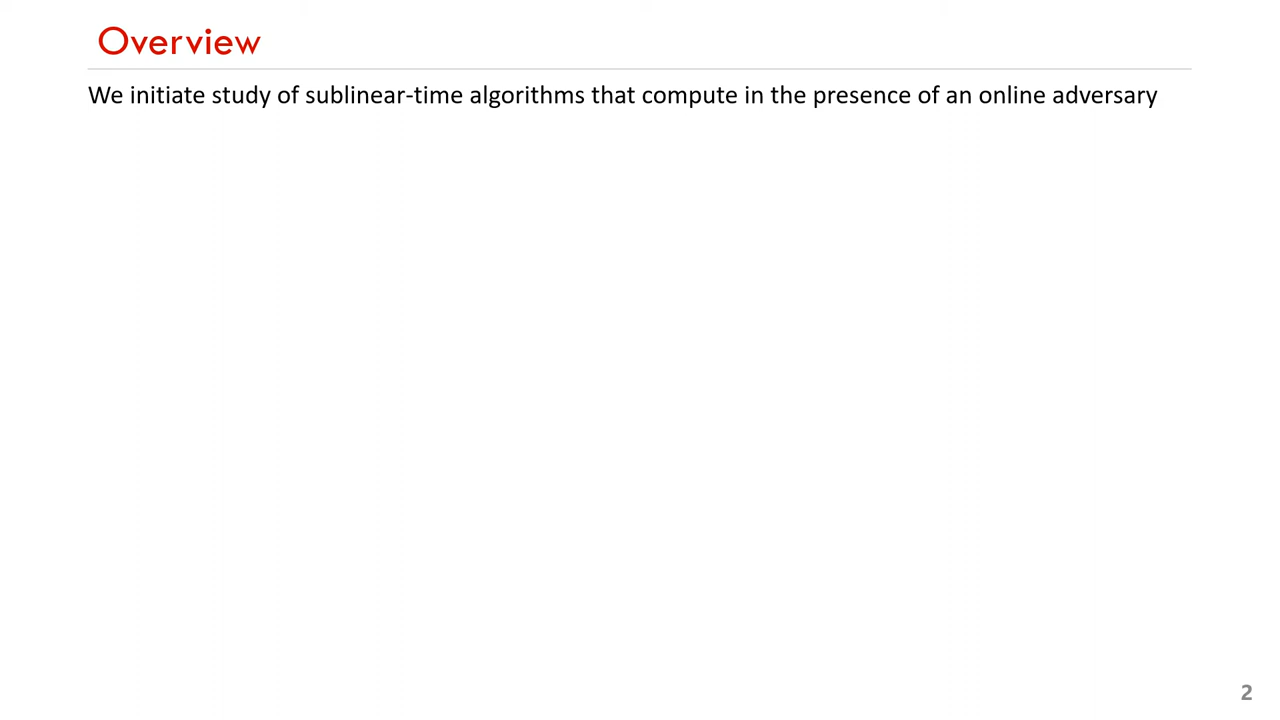 Overview
We initiate study of sublinear-time algorithms that compute in the presence of an online adversary
2